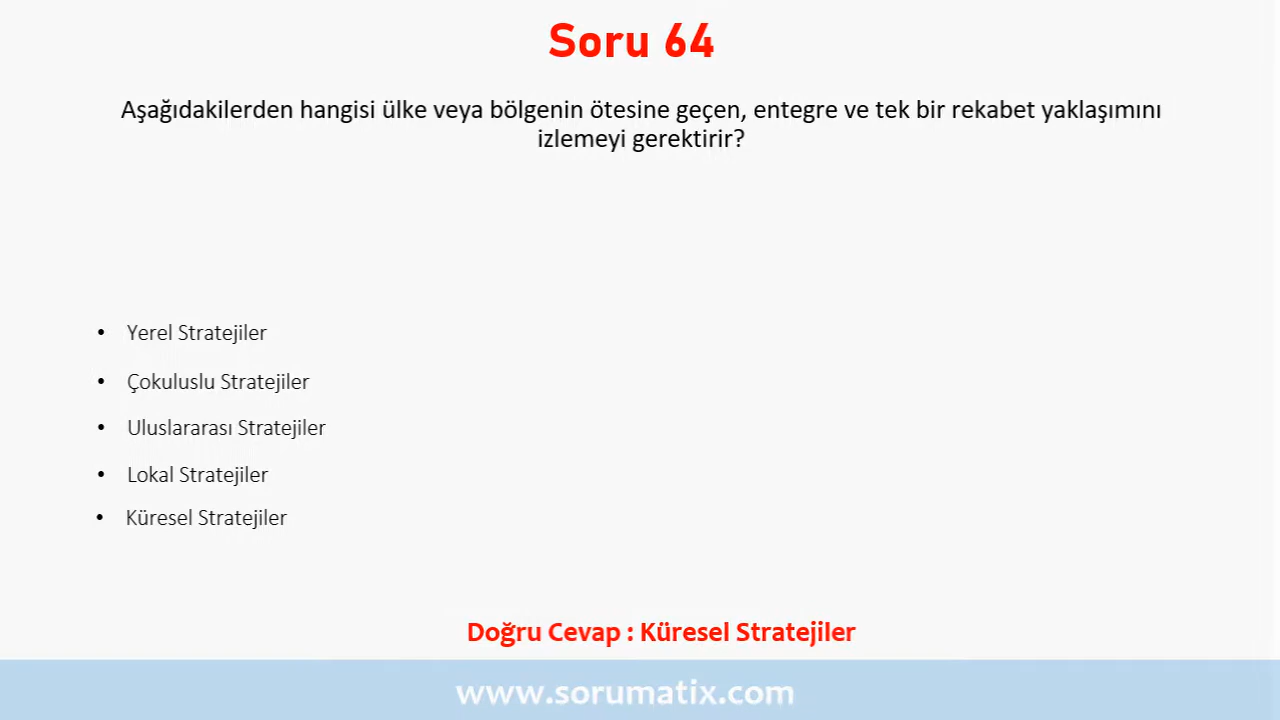 Soru 64
Aşağıdakilerden hangisi ülke veya bölgenin ötesine geçen, entegre ve tek bir rekabet yaklaşımını
izlemeyi gerektirir?
• Yerel Stratejiler
• Çokuluslu Stratejiler
• Uluslararası Stratejiler
• Lokal Stratejiler
• Küresel Stratejiler
Doğru Cevap : Küresel Stratejiler
www.sorumatix.com